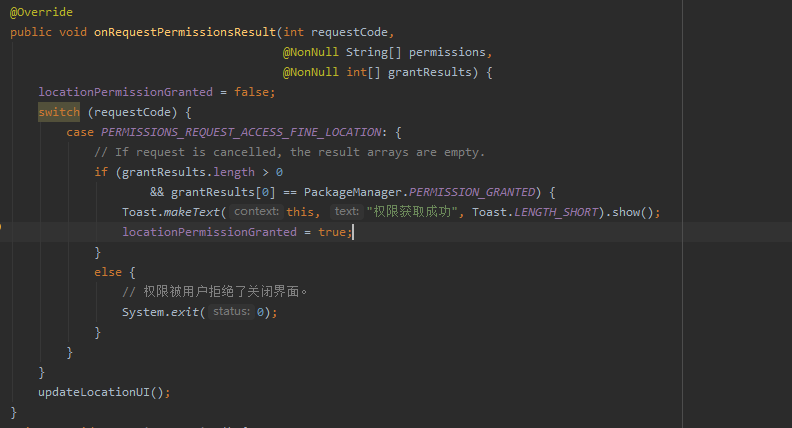 @Override
public void onRequestPermissionsResult(int requestCode,
@NonNull String[] permissions,
@NonNull int[] grantResults) {
locationPermissionGranted = false;
switch (requestCode) {
case PERMISSIONS_REQUEST_ACCESS_FINE_LOCATION: {
// If request is cancelled, the result arrays are empty.
if (grantResults.length > 0
&& grantResults[0] == PackageManager.PERMISSION_GRANTED) {
Toast.makeText( context: this, text: "权限获取成功", Toast.LENGTH_SHORT).show();
locationPermissionGranted = true;
}
else {
// 权限被用户拒绝了关闭界面。
System.exit( status: 0);
}
}
}
updateLocationUI();
}